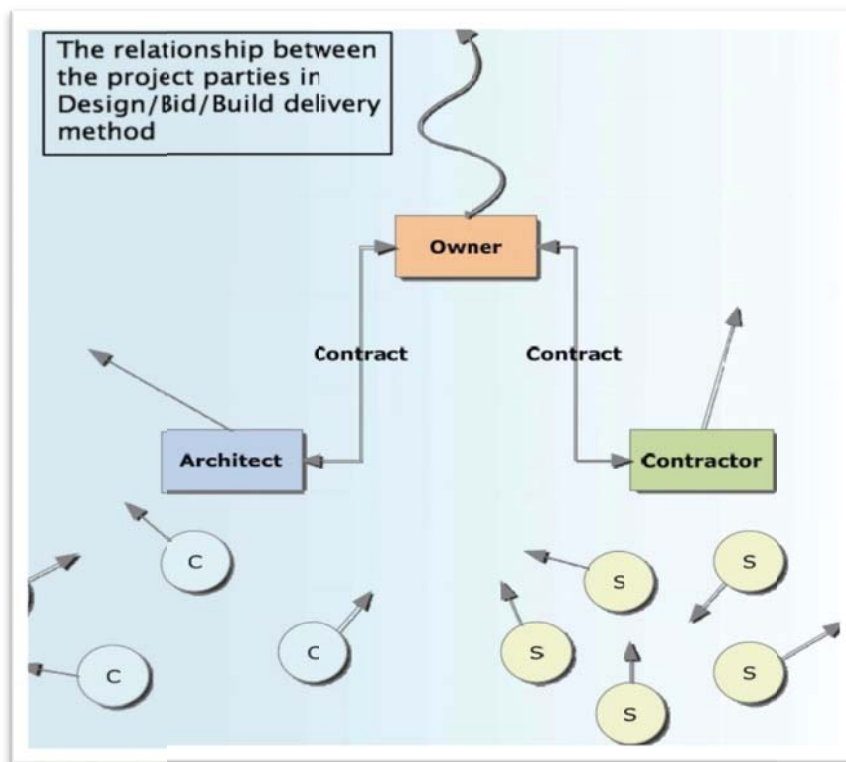 The relationship between
the project parties in
Design/Bid/Build delivery
method
Owner
Contract
Contract
Architect
Contractor
C
S
S
C
C
S
S
S